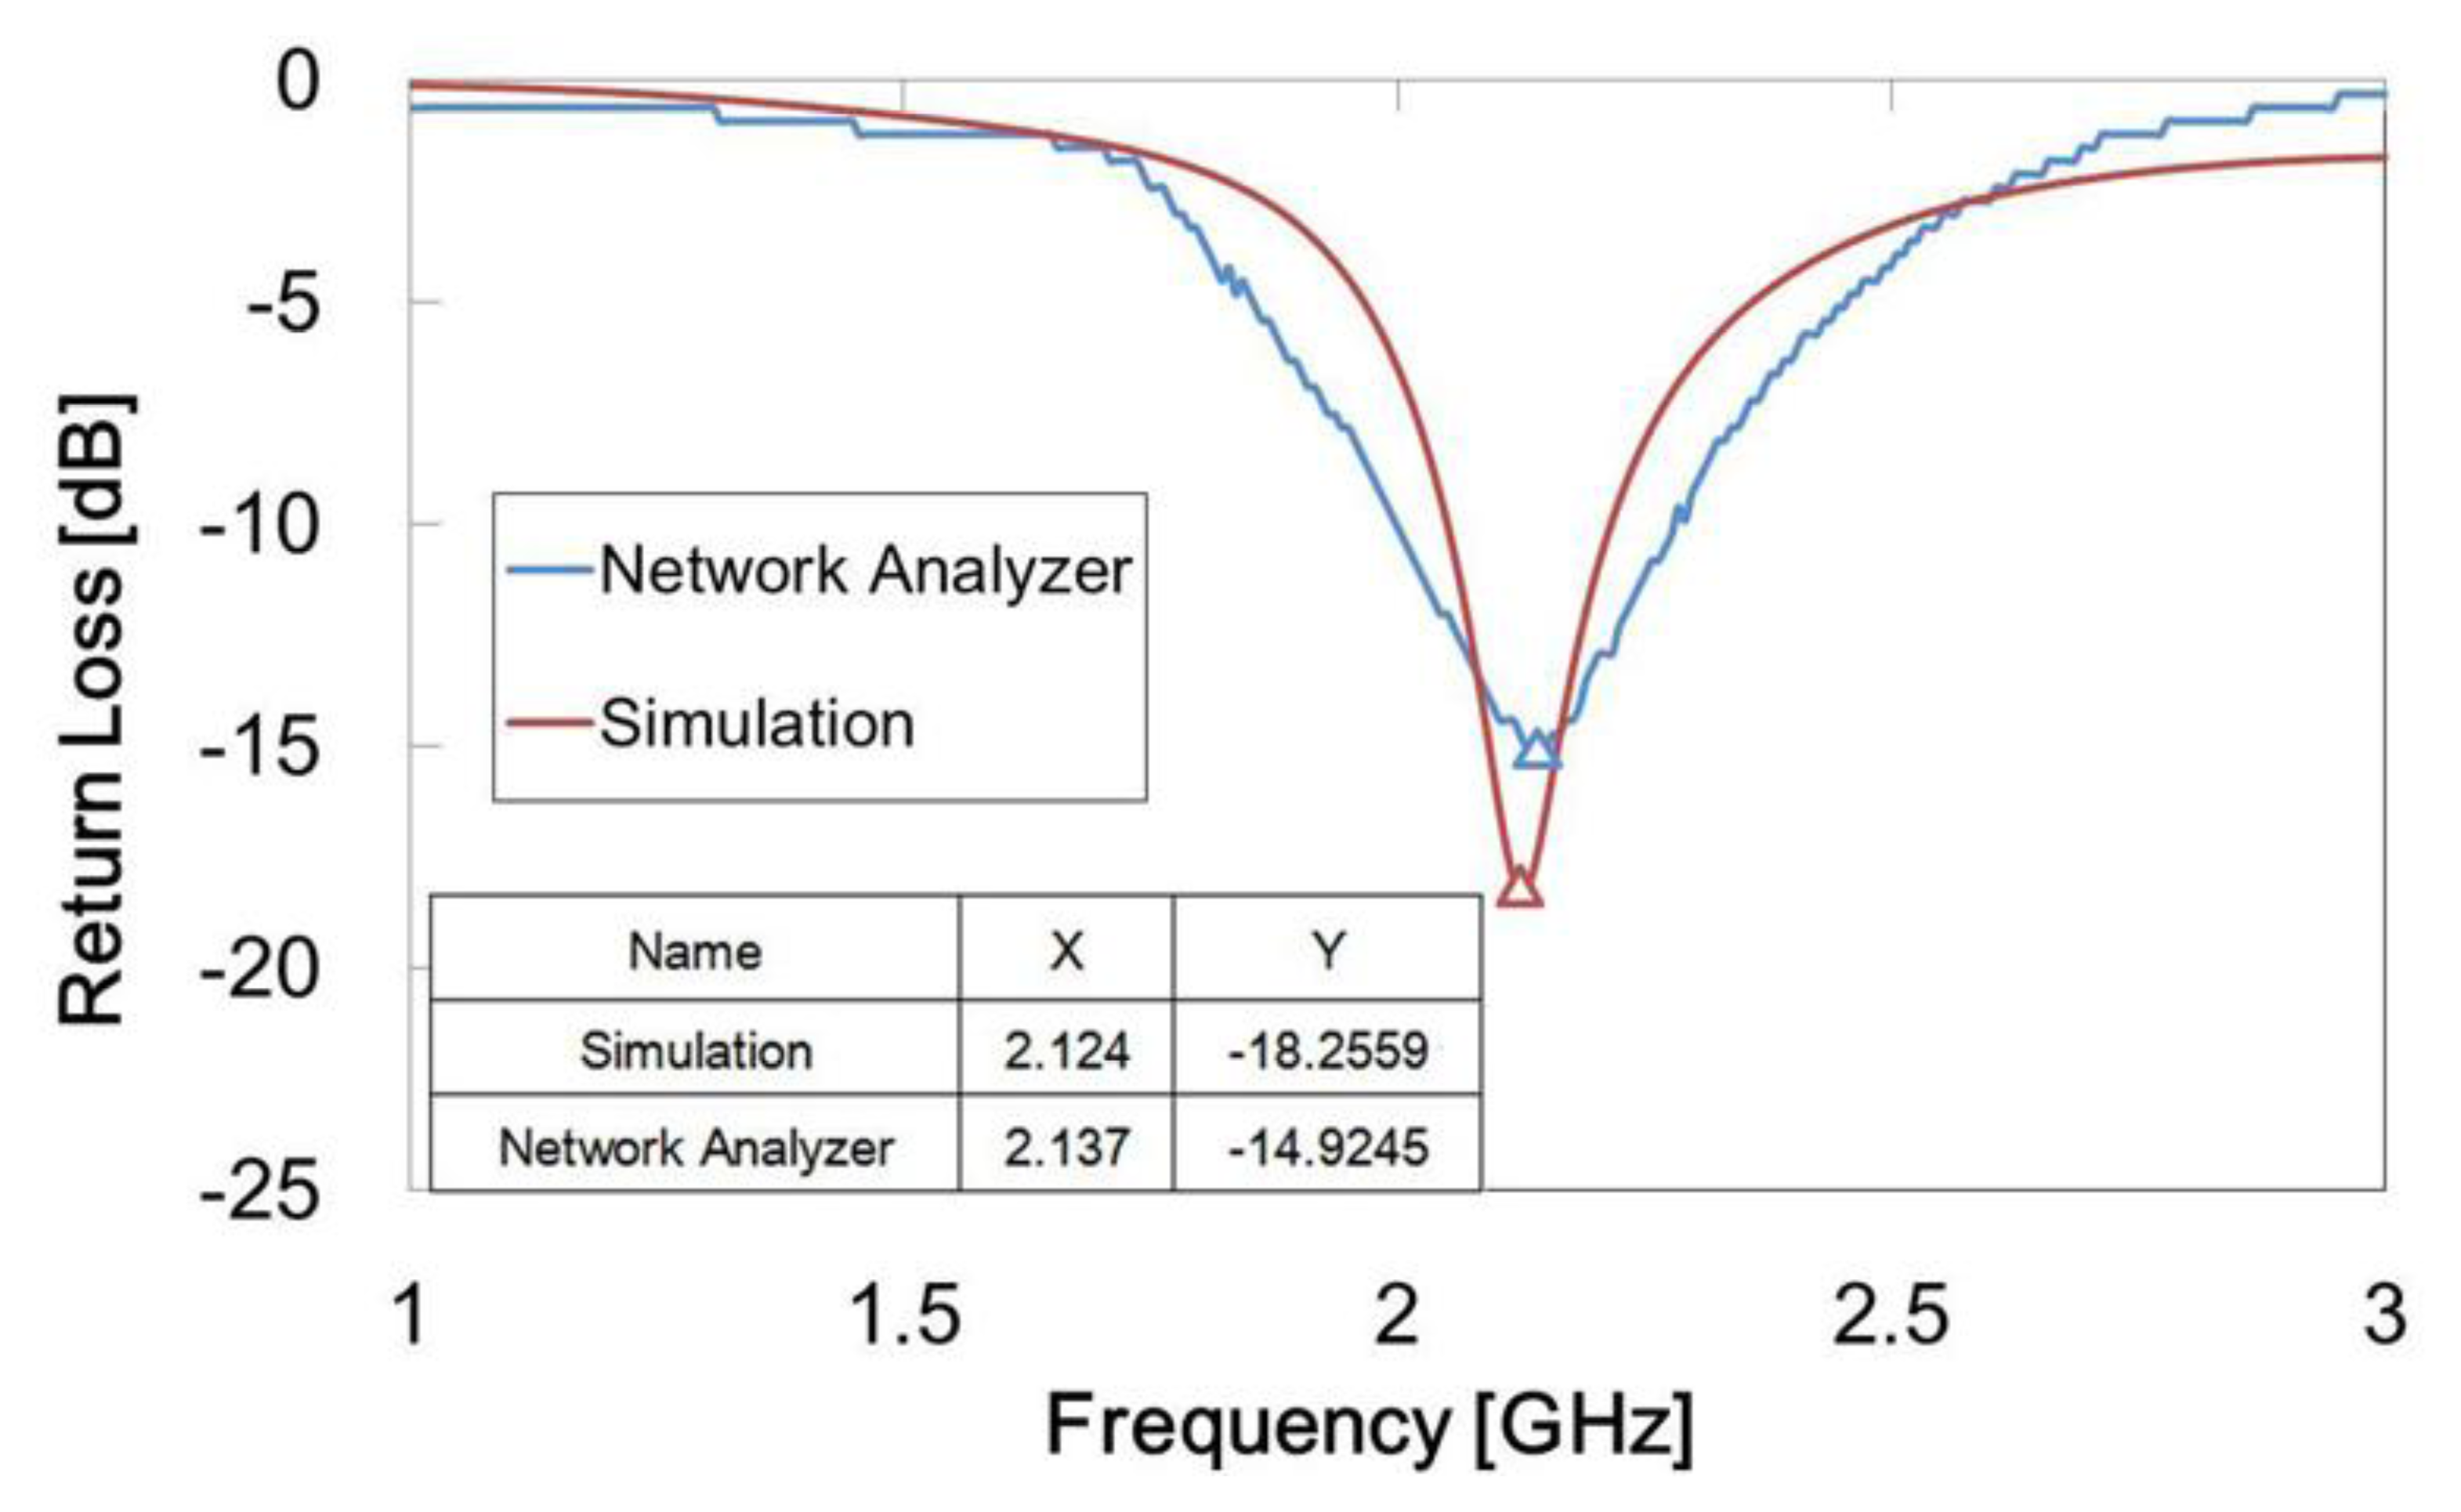 0
-5
-10
-15
-20
-25
Return Loss [dB]
Network Analyzer
Simulation
Name X Y
Simulation 2.124 -18.2559
Network Analyzer 2.137 -14.9245
1 1.5 2 2.5 3
Frequency [GHz]